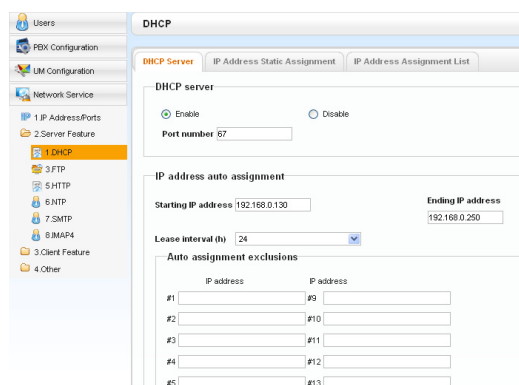 Users
PBX Configuration
UM Configuration
Network Service
IP 1.IP Address/Ports
2.Server Feature
1.DHCP
3.FTP
5.HTTP
6.NTP
7.SMTP
8.IMAP4
3.Client Feature
4.Other
DHCP
DHCP Server IP Address Static Assignment IP Address Assignment List
DHCP server
Enable Disable
Port number 67
IP address auto assignment
Starting IP address 192.168.0.130 Ending IP address
192.168.0.250
Lease interval (h) 24
Auto assignment exclusions
IP address IP address
#1 #9
#2 #10
#3 #11
#4 #12
#5 #13